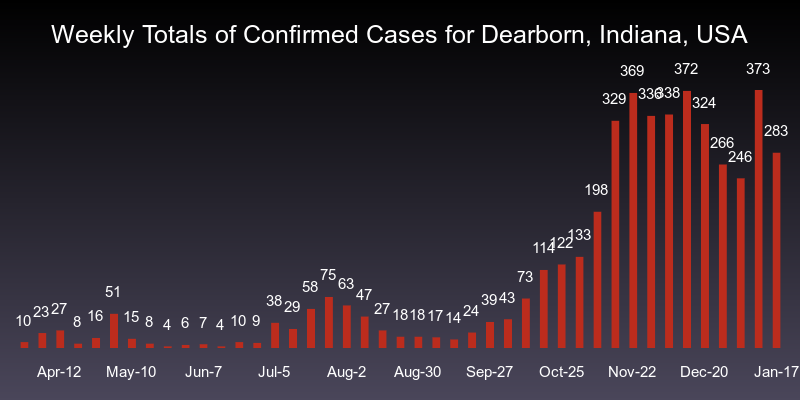 Weekly Totals of Confirmed Cases for Dearborn, Indiana, USA
10 23 27 8 16 51 15 8 4 6 7 4 10 9 38 29 58 75 63 47 27 18 18 17 14 24 39 43 73 114 122 133 198 329 369 336 338 372 324 266 246 373 283
Apr-12 May-10 Jun-7 Jul-5 Aug-2 Aug-30 Sep-27 Oct-25 Nov-22 Dec-20 Jan-17